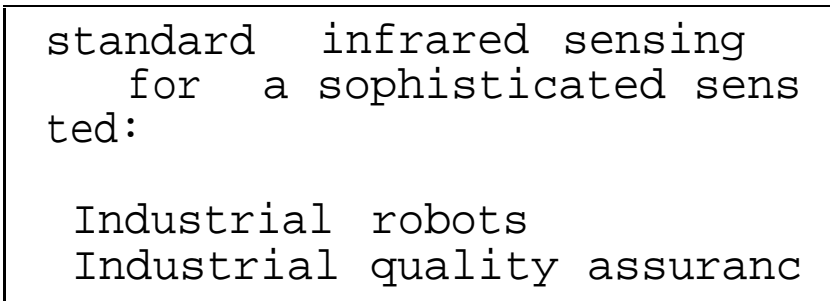 standard infrared sensing
for a sophisticated sens
ted:
Industrial robots
Industrial quality assuranc